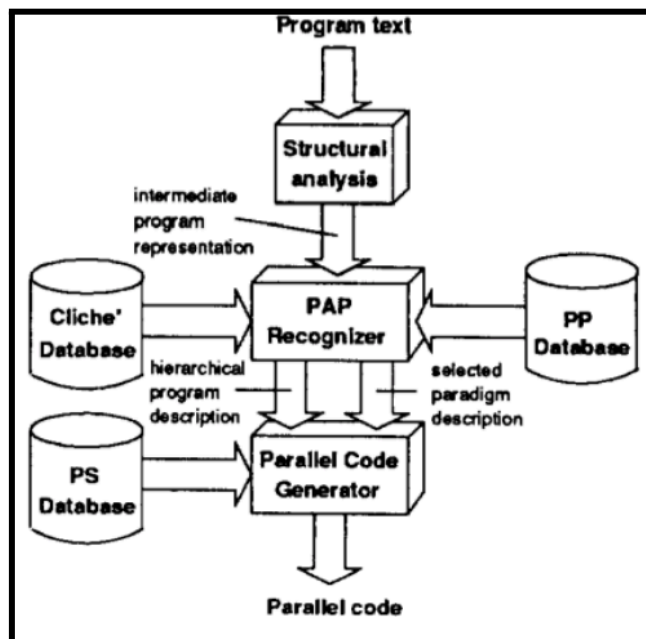 Program text
Structural
analysis
intermediate
program
representation
Cliche'
Database
PAP
Recognizer
PP
Database
hierarchical
program
description
selected
paradigm
description
PS
Database
Parallel Code
Generator
Parallel code